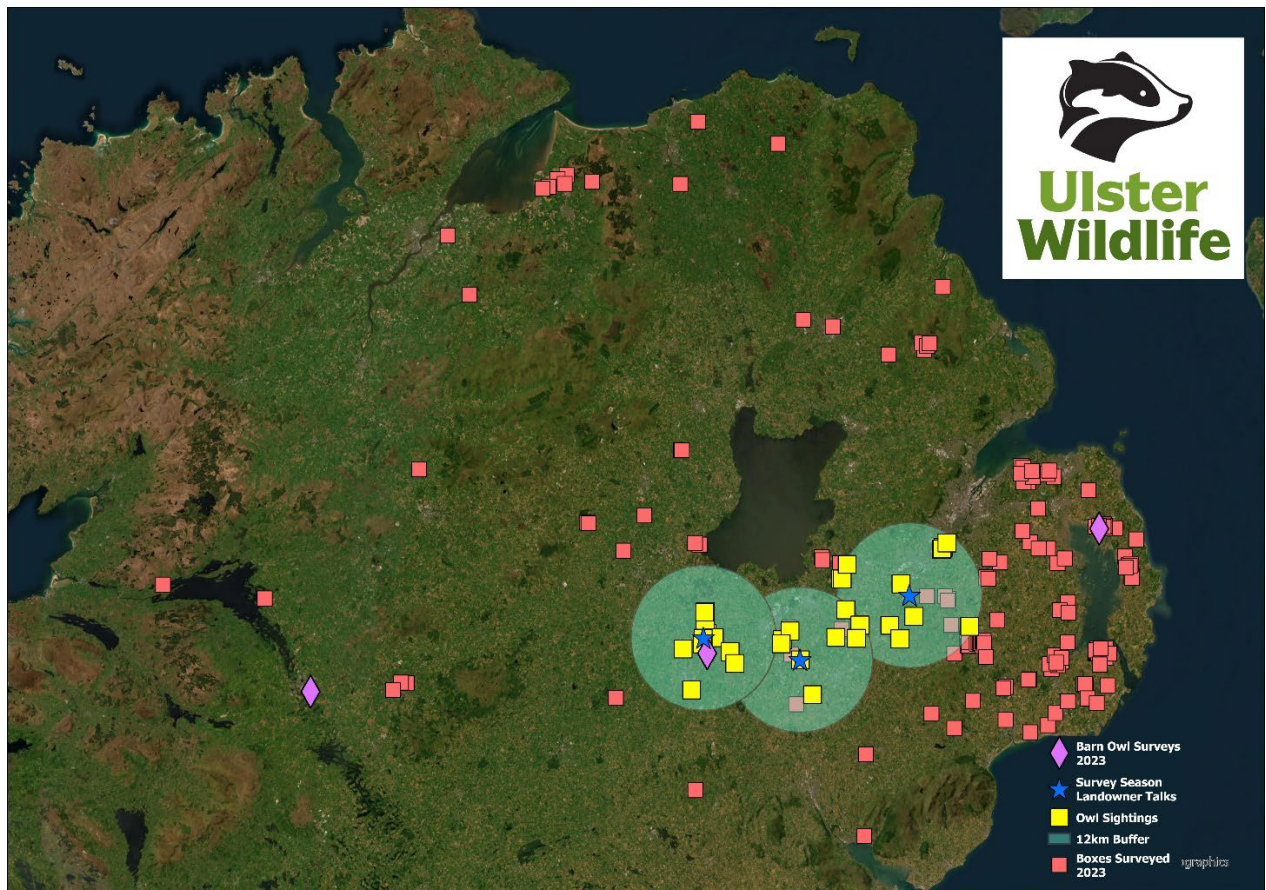 Ulster
Wildlife
Barn Owl Surveys
2023
Survey Season
Landowner Talks
Owl Sightings
12km Buffer
Boxes Surveyed
2023